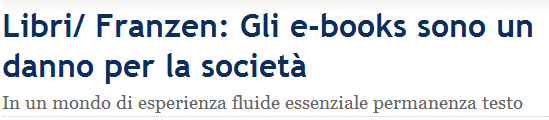 Libri/ Franzen: Gli e-books sono un
danno per la società
In un mondo di esperienza fluide essenziale permanenza testo